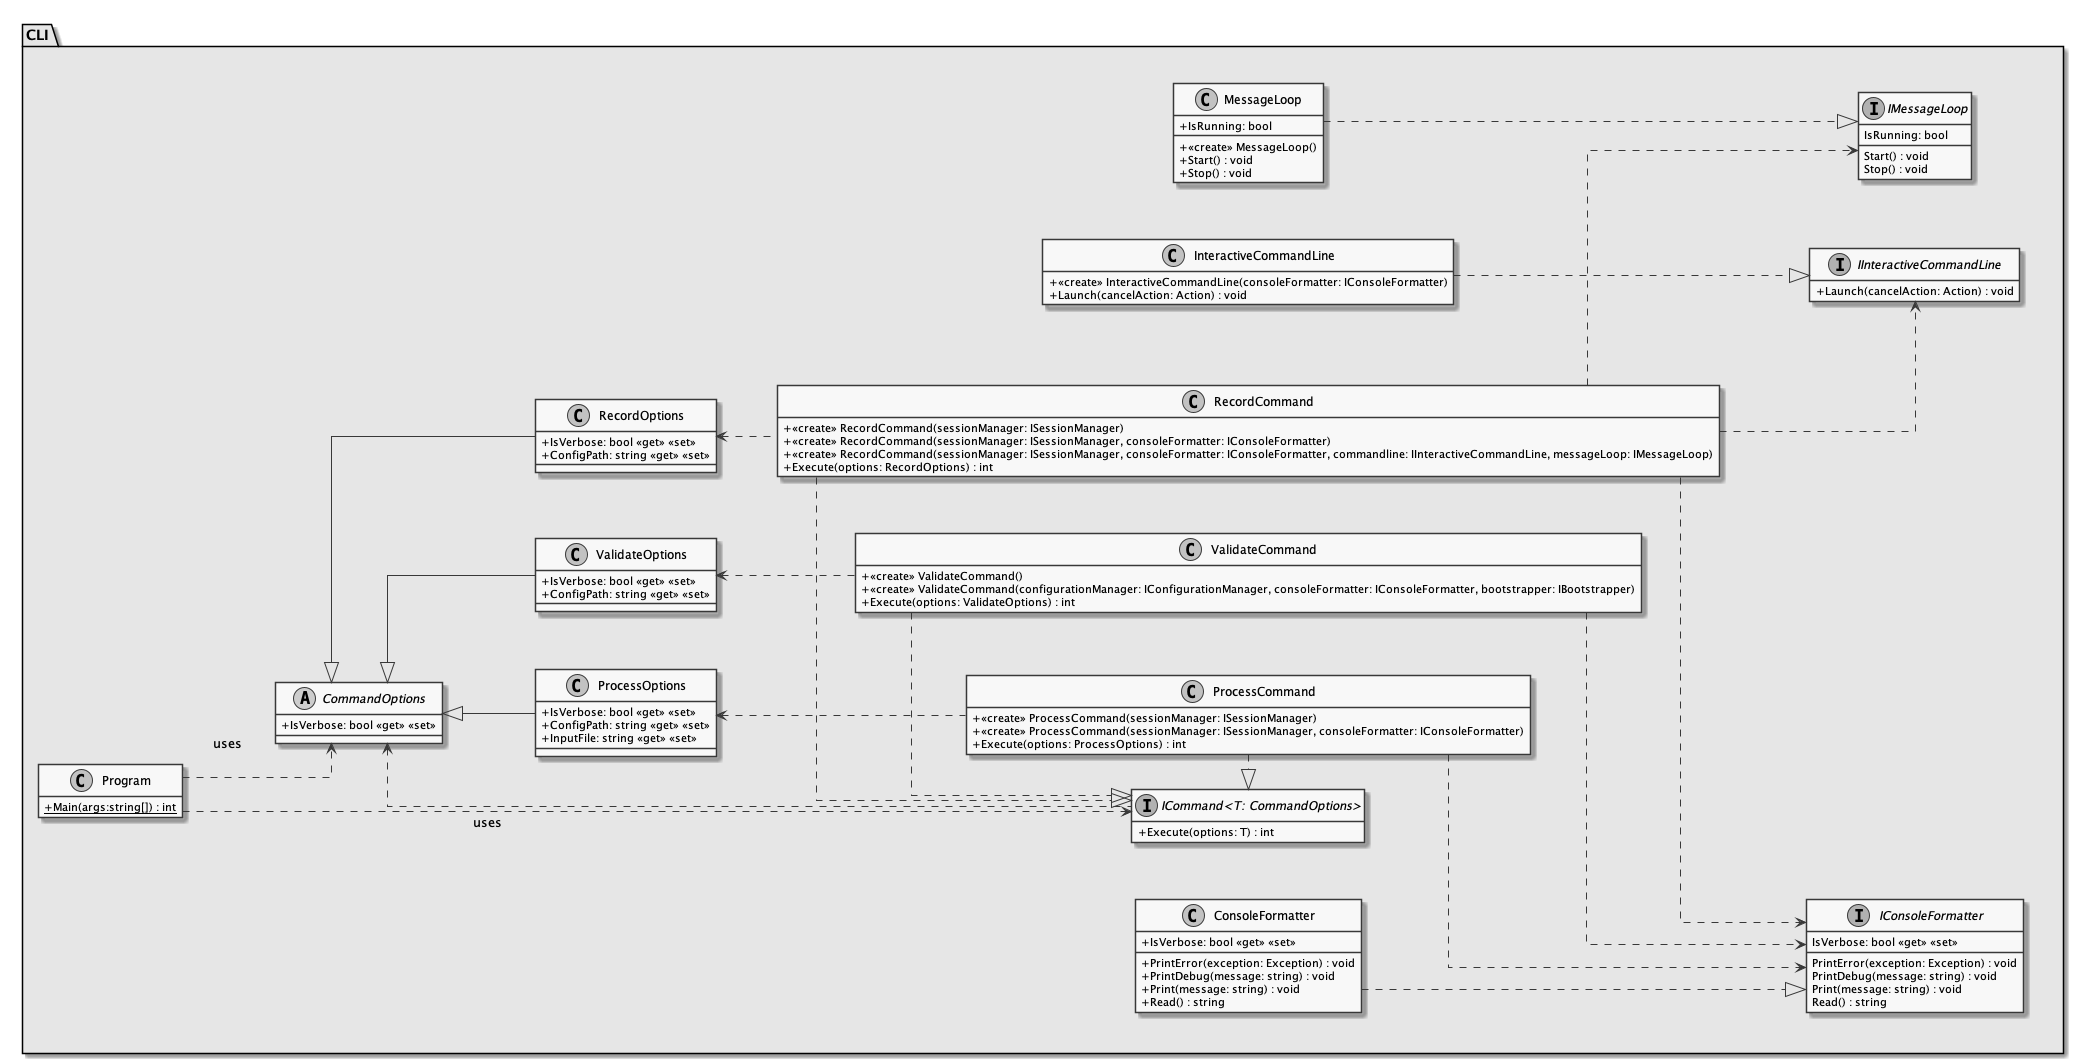 CLI
C MessageLoop
+IsRunning: bool
+«create» MessageLoop()
+Start() : void
+Stop() : void
I IMessageLoop
IsRunning: bool
Start() : void
Stop() : void
C InteractiveCommandLine
+«create» InteractiveCommandLine(consoleFormatter: IConsoleFormatter)
+Launch(cancelAction: Action) : void
I IInteractiveCommandLine
+Launch(cancelAction: Action) : void
C RecordOptions
+IsVerbose: bool «get» «set»
+ConfigPath: string «get» «set»
C RecordCommand
+«create» RecordCommand(sessionManager: ISessionManager)
+«create» RecordCommand(sessionManager: ISessionManager, consoleFormatter: IConsoleFormatter)
+«create» RecordCommand(sessionManager: ISessionManager, consoleFormatter: IConsoleFormatter, commandline: IInteractiveCommandLine, messageLoop: IMessageLoop)
+Execute(options: RecordOptions) : int
C ValidateOptions
+IsVerbose: bool «get» «set»
+ConfigPath: string «get» «set»
C ValidateCommand
+«create» ValidateCommand()
+«create» ValidateCommand(configurationManager: IConfigurationManager, consoleFormatter: IConsoleFormatter, bootstrapper: IBootstrapper)
+Execute(options: ValidateOptions) : int
A CommandOptions
+IsVerbose: bool «get» «set»
C ProcessOptions
+IsVerbose: bool «get» «set»
+ConfigPath: string «get» «set»
+InputFile: string «get» «set»
C ProcessCommand
+«create» ProcessCommand(sessionManager: ISessionManager)
+«create» ProcessCommand(sessionManager: ISessionManager, consoleFormatter: IConsoleFormatter)
+Execute(options: ProcessOptions) : int
uses
C Program
+Main(args:string[]) : int
uses
I ICommand<T: CommandOptions>
+Execute(options: T) : int
C ConsoleFormatter
+IsVerbose: bool «get» «set»
+PrintError(exception: Exception) : void
+PrintDebug(message: string) : void
+Print(message: string) : void
+Read() : string
I IConsoleFormatter
IsVerbose: bool «get» «set»
PrintError(exception: Exception) : void
PrintDebug(message: string) : void
Print(message: string) : void
Read() : string